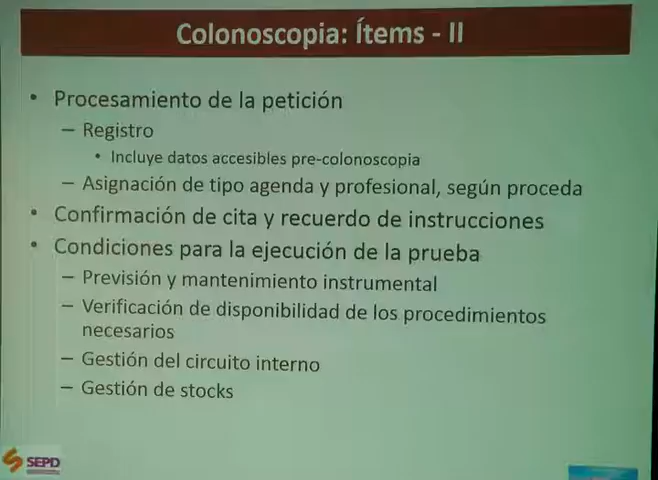 Colonoscopia: Ítems - II
• Procesamiento de la petición
– Registro
• Incluye datos accesibles pre-colonoscopia
– Asignación de tipo agenda y profesional, según proceda
• Confirmación de cita y recuerdo de instrucciones
• Condiciones para la ejecución de la prueba
– Previsión y mantenimiento instrumental
– Verificación de disponibilidad de los procedimientos
necesarios
– Gestión del circuito interno
– Gestión de stocks
SEPD